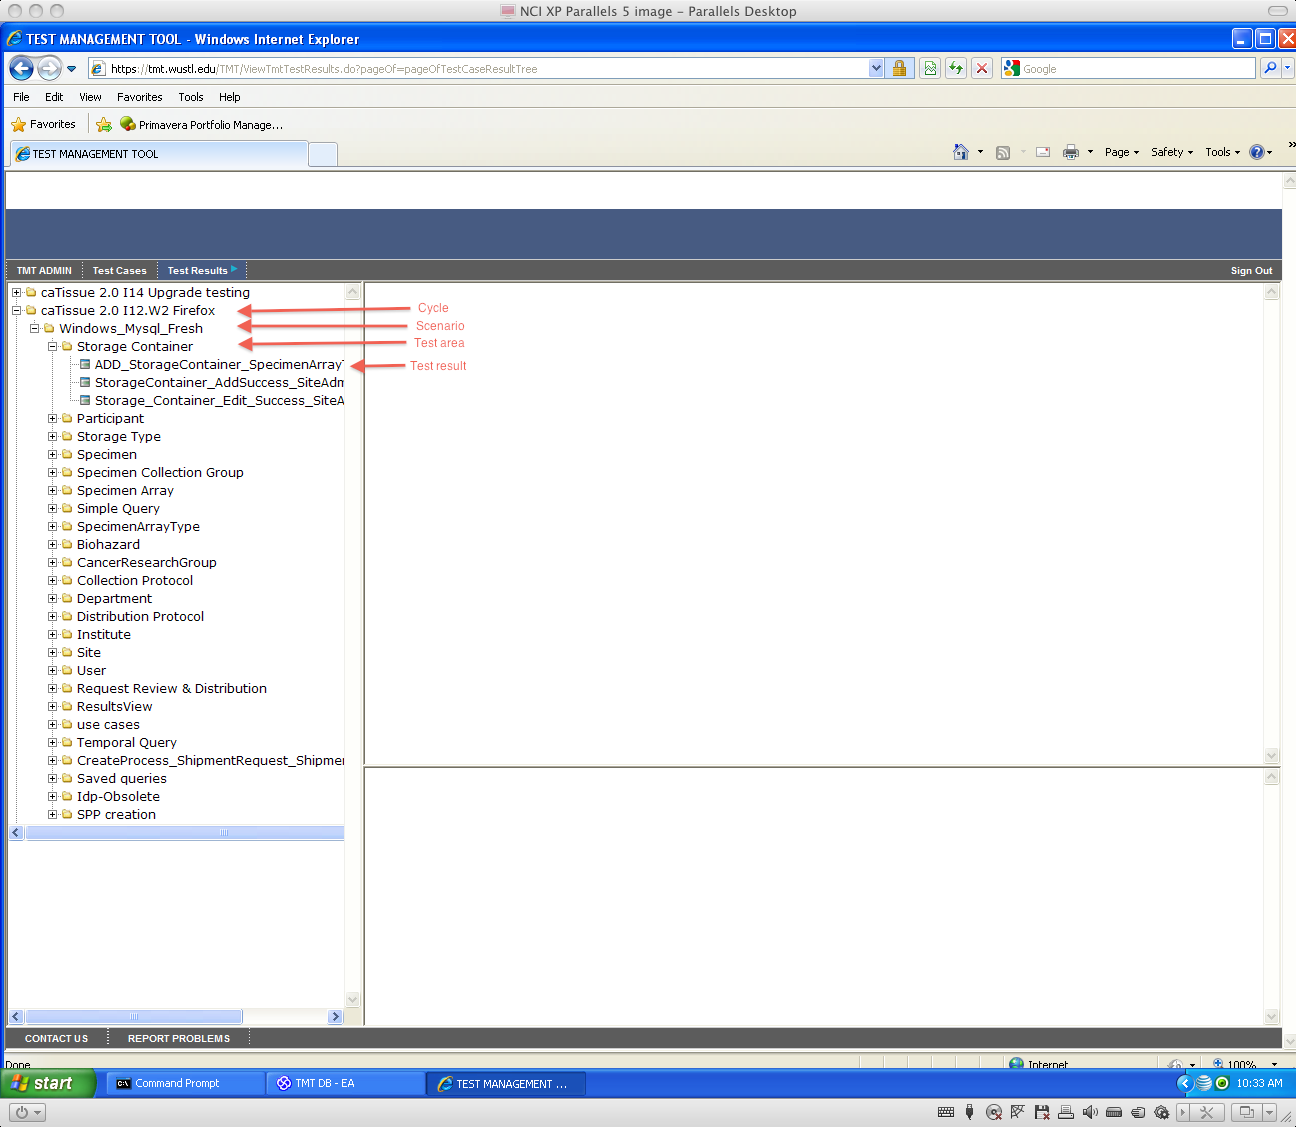 NCI XP Parallels 5 image – Parallels Desktop
TEST MANAGEMENT TOOL - Windows Internet Explorer
https://tmt.wustl.edu/TMT/ViewTmtTestResults.do?pageOf=pageOfTestCaseResultTree
Google
File Edit View Favorites Tools Help
Favorites Primavera Portfolio Manage...
TEST MANAGEMENT TOOL
Page Safety Tools
TMT ADMIN Test Cases Test Results Sign Out
caTissue 2.0 I14 Upgrade testing
caTissue 2.0 I12.W2 Firefox Cycle
Windows_Mysql_Fresh Scenario
Storage Container Test area
ADD_StorageContainer_SpecimenArray Test result
StorageContainer_AddSuccess_SiteAdm
Storage_Container_Edit_Success_SiteA
Participant
Storage Type
Specimen
Specimen Collection Group
Specimen Array
Simple Query
SpecimenArrayType
Biohazard
CancerResearchGroup
Collection Protocol
Department
Distribution Protocol
Institute
Site
User
Request Review & Distribution
ResultsView
use cases
Temporal Query
CreateProcess_ShipmentRequest_Shipmen
Saved queries
Idp-Obsolete
SPP creation
CONTACT US REPORT PROBLEMS
Done Internet 100%
start Command Prompt TMT DB - EA TEST MANAGEMENT ... 10:33 AM